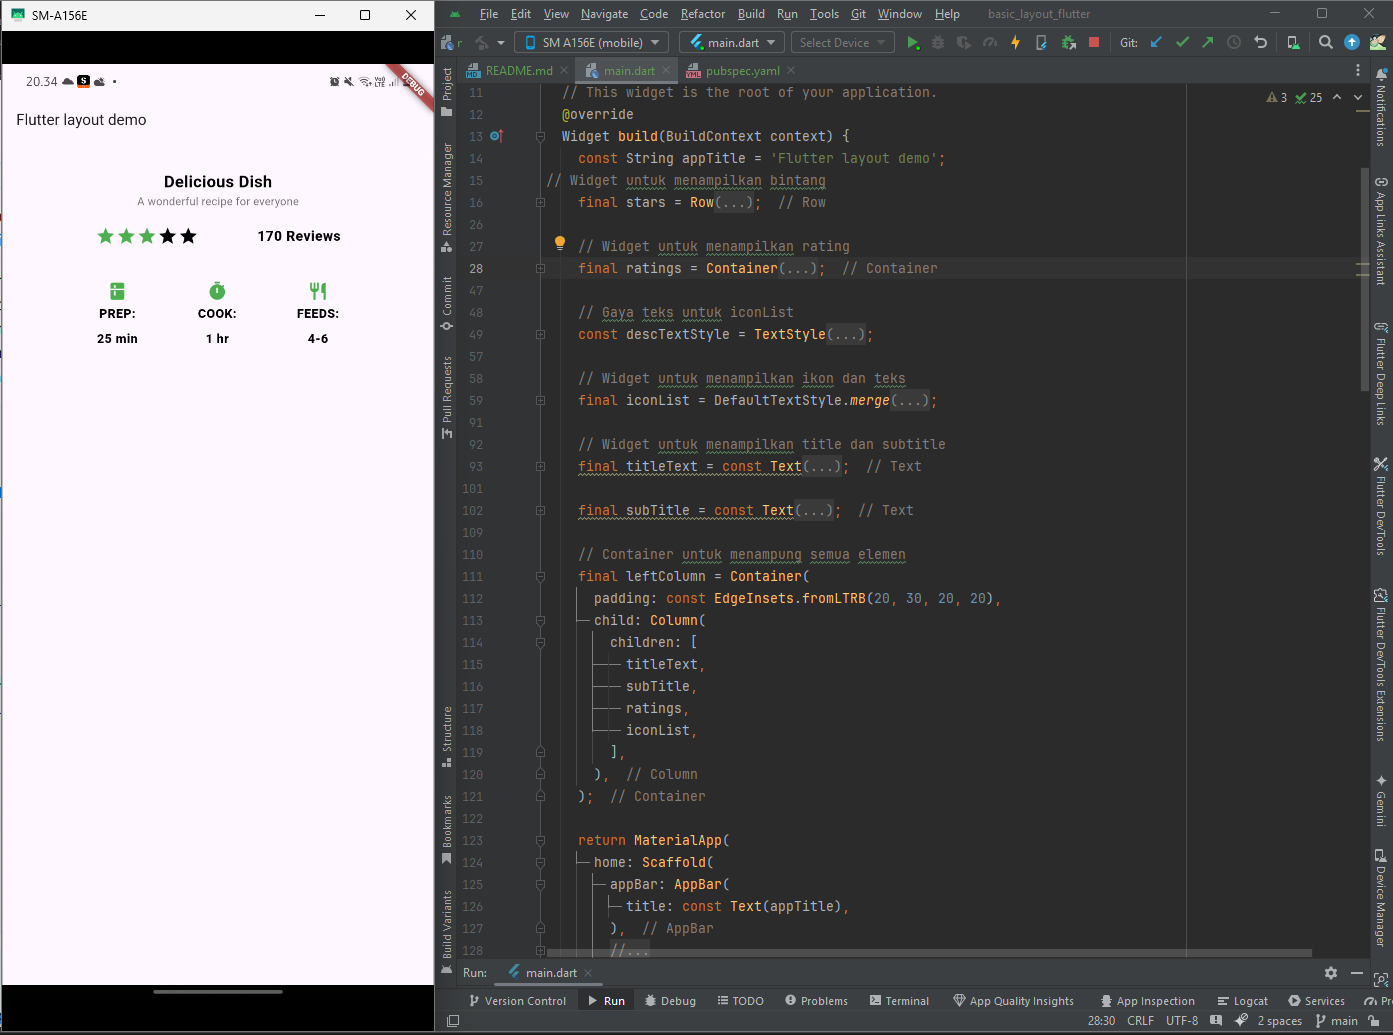 SM-A156E
20.34
DEBUG
Flutter layout demo
Delicious Dish
A wonderful recipe for everyone
170 Reviews
PREP:
COOK:
FEEDS:
25 min
1 hr
4-6
File Edit View Navigate Code Refactor Build Run Tools Git Window Help basic_layout_flutter
SM A156E (mobile) main.dart Select Device Git:
README.md main.dart pubspec.yaml
3 25
11 // This widget is the root of your application.
12 @override
13 Widget build(BuildContext context) {
14 const String appTitle = 'Flutter layout demo';
15 // Widget untuk menampilkan bintang
16 final stars = Row(...); // Row
26
27 // Widget untuk menampilkan rating
28 final ratings = Container(...); // Container
47
48 // Gaya teks untuk iconList
49 const descTextStyle = TextStyle(...);
57
58 // Widget untuk menampilkan ikon dan teks
59 final iconList = DefaultTextStyle.merge(...);
91
92 // Widget untuk menampilkan title dan subtitle
93 final titleText = const Text(...); // Text
101
102 final subTitle = const Text(...); // Text
109
110 // Container untuk menampung semua elemen
111 final leftColumn = Container(
112 padding: const EdgeInsets.fromLTRB(20, 30, 20, 20),
113 child: Column(
114 children: [
115 titleText,
116 subTitle,
117 ratings,
118 iconList,
119 ],
120 ), // Column
121 ); // Container
122
123 return MaterialApp(
124 home: Scaffold(
125 appBar: AppBar(
126 title: const Text(appTitle),
127 ), // AppBar
128 //...
Project
Resource Manager
Commit
Pull Requests
Structure
Bookmarks
Build Variants
Notifications
App Links Assistant
Flutter Deep Links
Flutter DevTools
Flutter DevTools Extensions
Gemini
Device Manager
Run: main.dart
Version Control Run Debug TODO Problems Terminal App Quality Insights App Inspection Logcat Services Pr
28:30 CRLF UTF-8 2 spaces main